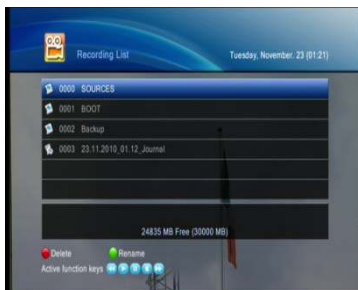 Recording List
Tuesday, November. 23 (01:21)
0000 SOURCES
0001 BOOT
0002 Backup
0003 23.11.2010_01.12_Journal
24835 MB Free (30000 MB)
Delete Rename
Active function keys